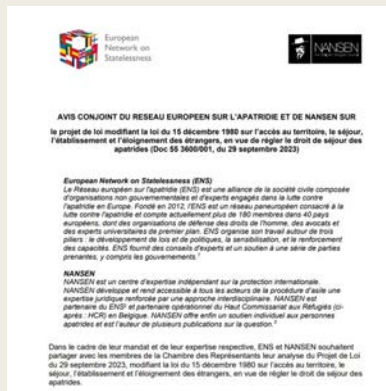 European
Network on
Statelessness
NANSEN
AVIS CONJOINT DU RESEAU EUROPEEN SUR L'APATRIDIE ET DE NANSEN SUR
le projet de loi modifiant la loi du 15 décembre 1980 sur l'accès au territoire, le séjour,
l'établissement et l'éloignement des étrangers, en vue de régler le droit de séjour des
apatrides (Doc 55 3600/001, du 29 septembre 2023)
European Network on Statelessness (ENS)
Le Réseau européen sur l'apatridie (ENS) est une alliance de la société civile composée
d'organisations non gouvernementales et d'experts engagés dans la lutte contre
l'apatridie en Europe. Fondé en 2012, l'ENS est un réseau paneuropéen consacré à la
lutte contre l'apatridie et compte actuellement plus de 180 membres dans 40 pays
européens, dont des organisations de défense des droits de l'homme, des avocats et
des experts universitaires de premier plan. ENS organise son travail autour de trois
piliers : le développement de lois et de politiques, la sensibilisation, et le renforcement
des capacités. ENS fournit des conseils d'experts et un soutien à une série de parties
prenantes, y compris les gouvernements.¹
NANSEN
NANSEN est un centre d'expertise indépendant sur la protection internationale.
NANSEN développe et rend accessible à tous les acteurs de la procédure d'asile une
expertise juridique renforcée par une approche interdisciplinaire. NANSEN est
partenaire du ENS¹ et partenaire opérationnel du Haut Commissariat aux Réfugiés (ci-
après : HCR) en Belgique. NANSEN offre enfin un soutien individuel aux personnes
apatrides et est l'auteur de plusieurs publications sur la question.²
Dans le cadre de leur mandat et de leur expertise respective, ENS et NANSEN souhaitent
partager avec les membres de la Chambre des Représentants leur analyse du Projet de Loi
du 29 septembre 2023, modifiant la loi du 15 décembre 1980 sur l'accès au territoire, le
séjour, l'établissement et l'éloignement des étrangers, en vue de régler le droit de séjour des
apatrides.